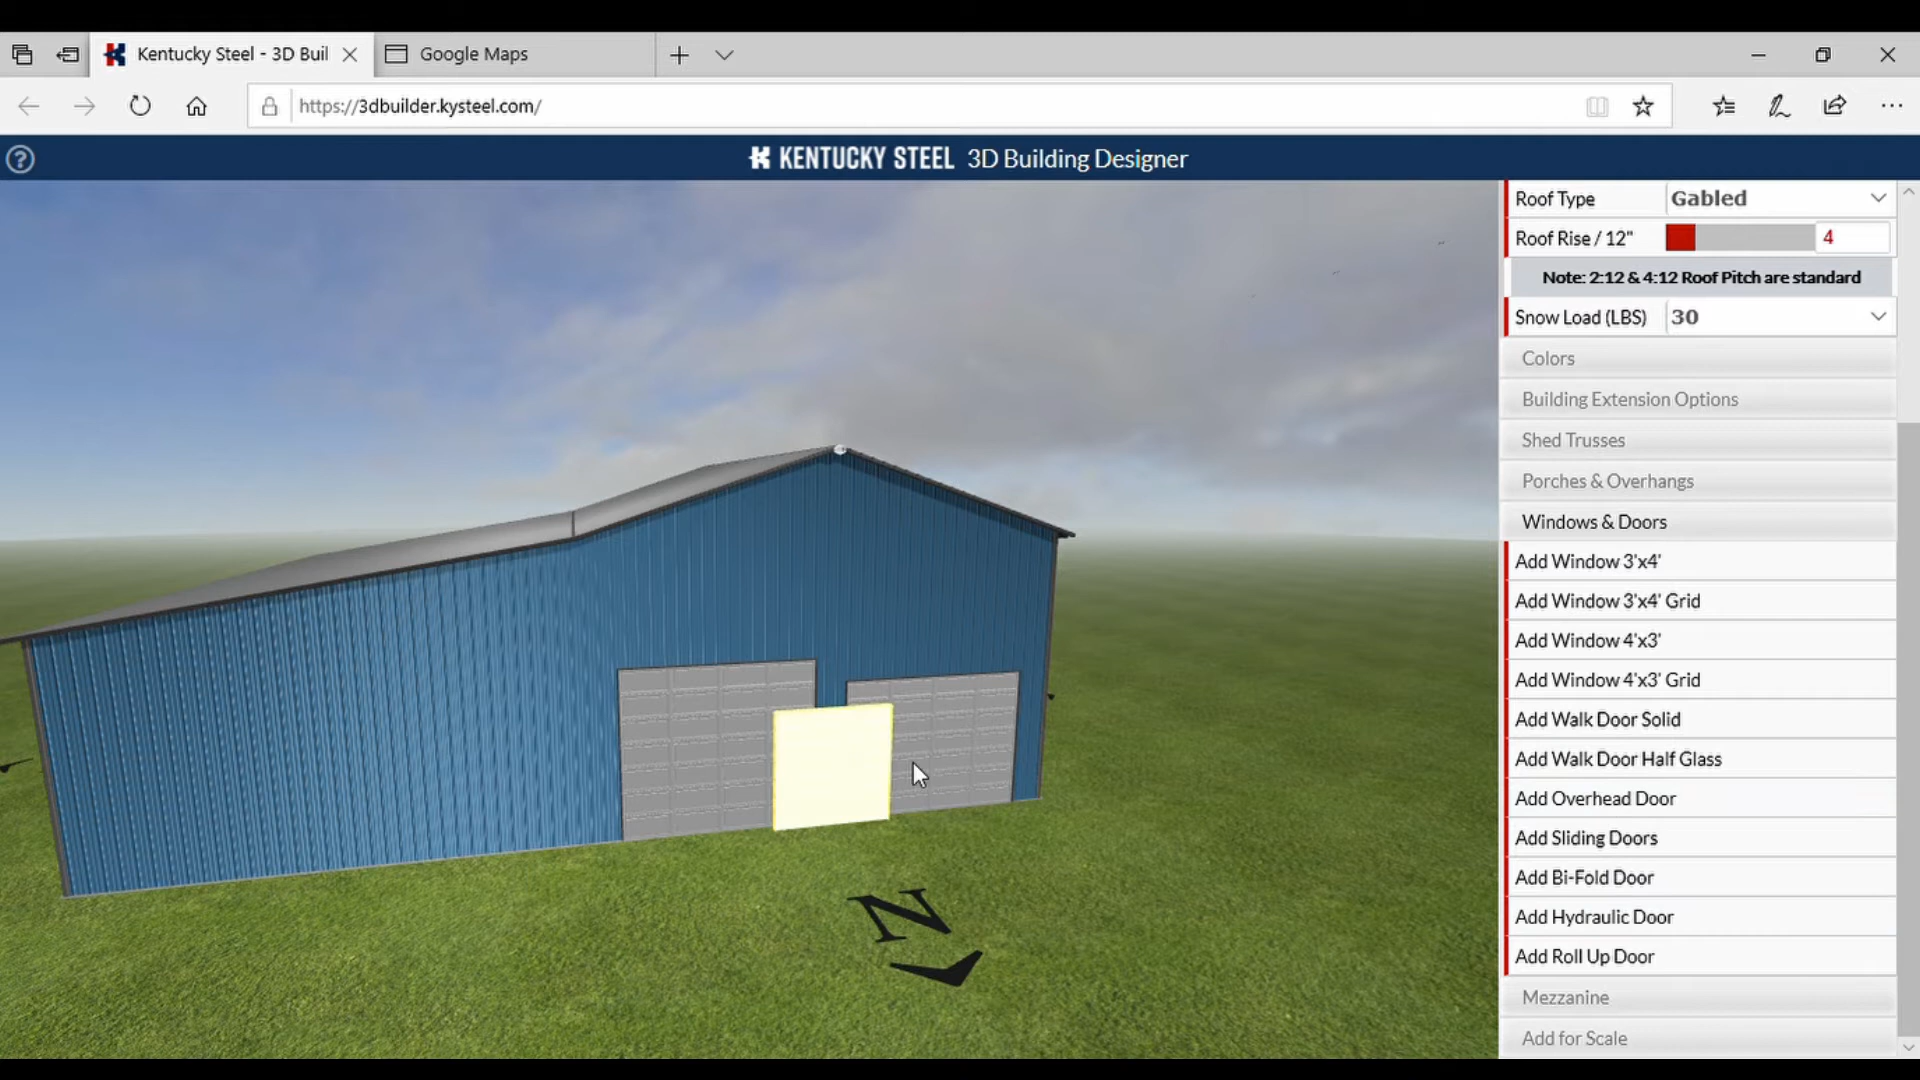 Kentucky Steel - 3D Buil
Google Maps
https://3dbuilder.kysteel.com/
KENTUCKY STEEL 3D Building Designer
Roof Type Gabled
Roof Rise / 12" 4
Note: 2:12 & 4:12 Roof Pitch are standard
Snow Load (LBS) 30
Colors
Building Extension Options
Shed Trusses
Porches & Overhangs
Windows & Doors
Add Window 3'x4'
Add Window 3'x4' Grid
Add Window 4'x3'
Add Window 4'x3' Grid
Add Walk Door Solid
Add Walk Door Half Glass
Add Overhead Door
Add Sliding Doors
Add Bi-Fold Door
Add Hydraulic Door
Add Roll Up Door
Mezzanine
Add for Scale
N